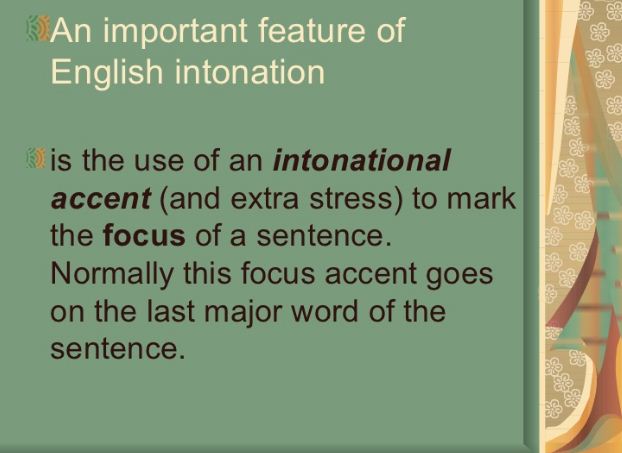 An important feature of
English intonation
is the use of an intonational
accent (and extra stress) to mark
the focus of a sentence.
Normally this focus accent goes
on the last major word of the
sentence.